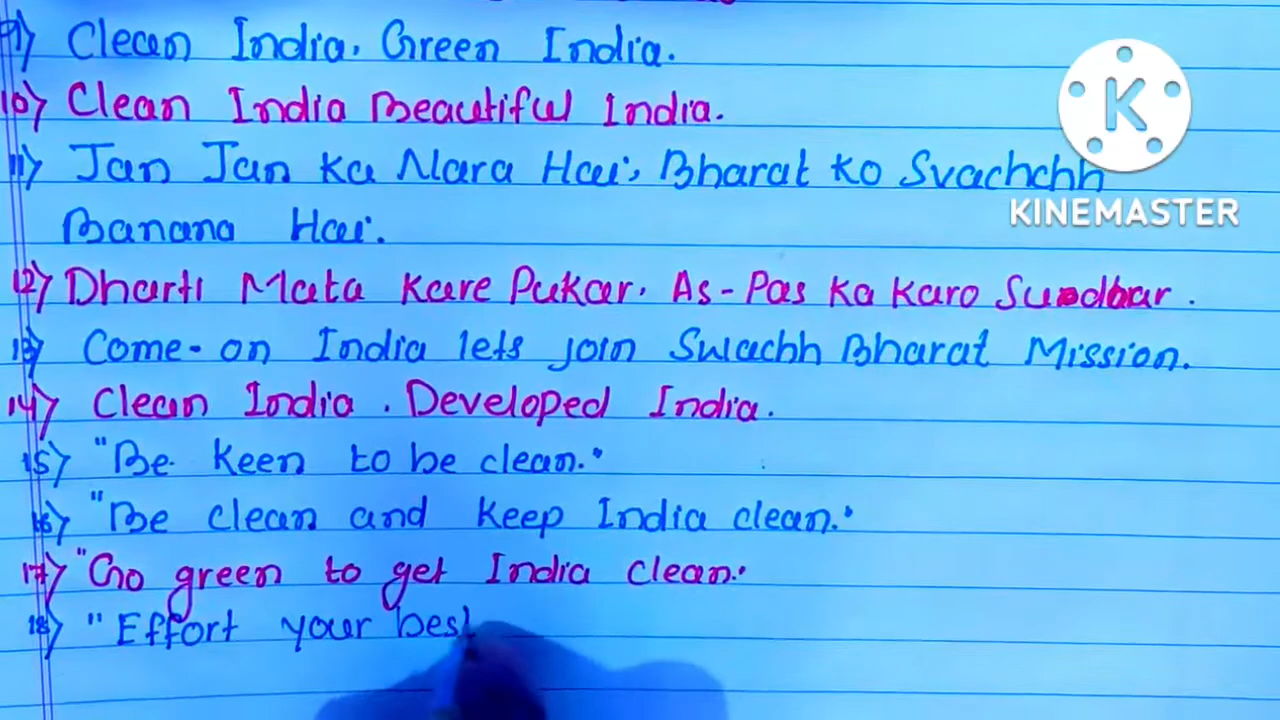 9) Clean India. Green India.
10) Clean India Beautiful India.
11) Jan Jan Ka Nara Hai, Bharat Ko Svachchh
Banana Hai.
12) Dharti Mata Kare Pukar. As-Pas Ka Karo Sundhar.
13) Come-on India lets join Swachh Bharat Mission.
14) Clean India. Developed India.
15) "Be Keen to be clean."
16) "Be clean and keep India clean."
17) "Go green to get India clean."
18) "Effort your best
K
KINEMASTER